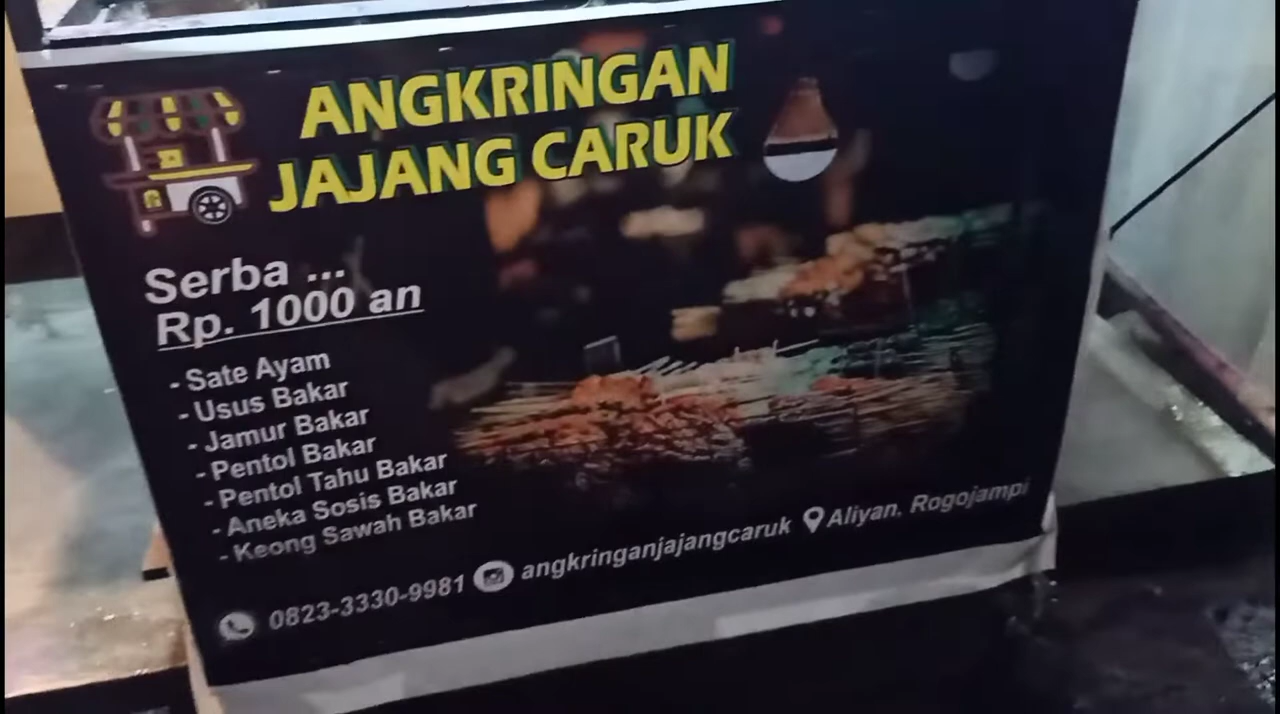 ANGKRINGAN
JAJANG CARUK
Serba ...
Rp. 1000 an
- Sate Ayam
- Usus Bakar
- Jamur Bakar
- Pentol Bakar
- Pentol Tahu Bakar
- Aneka Sosis Bakar
- Keong Sawah Bakar
0823-3330-9981 angkringanjajangcaruk Aliyan, Rogojampi